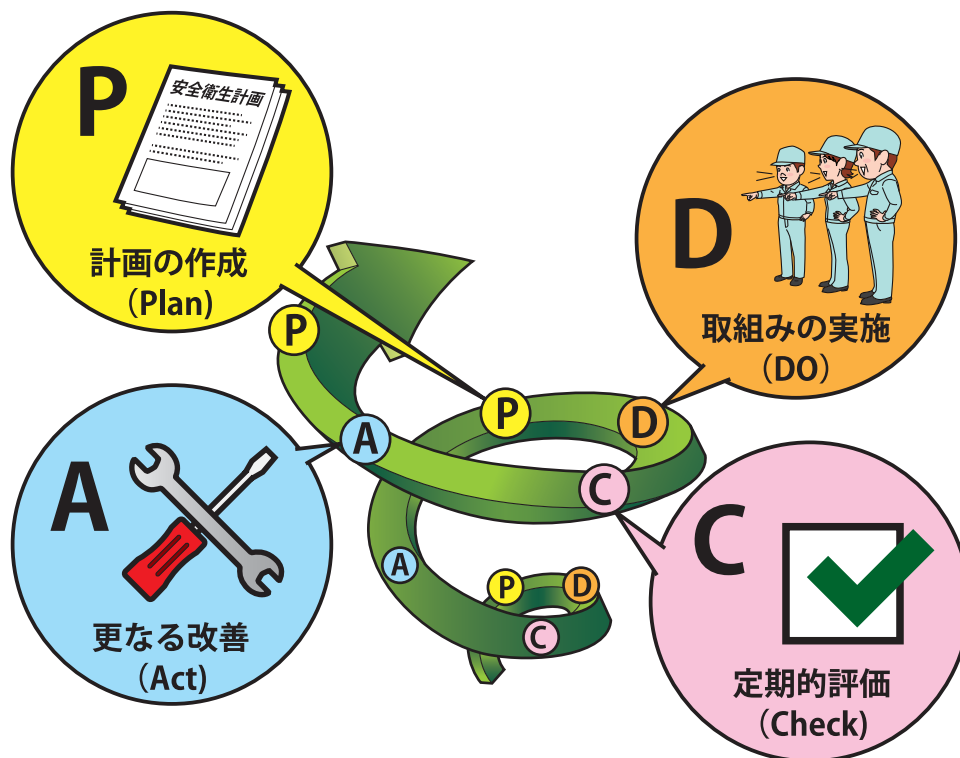 P
安全衛生計画
計画の作成
（Plan)
D
取組みの実施
（DO）
P
P
D
A
C
A
更なる改善
（Act)
A
P
D
C
C
定期的評価
（Check)